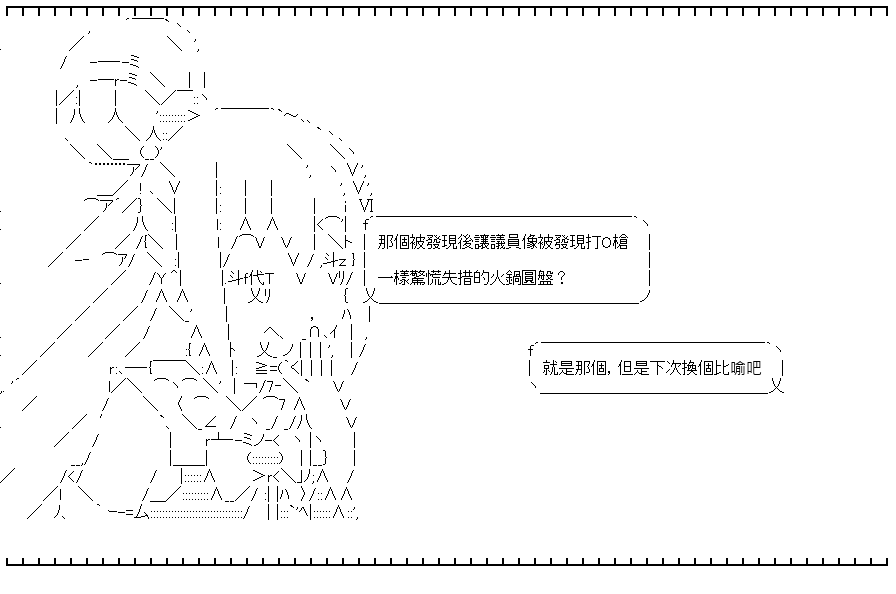 那個被發現後讓議員像被發現打O槍
一樣驚慌失措的火鍋圓盤？
就是那個，但是下次換個比喻吧